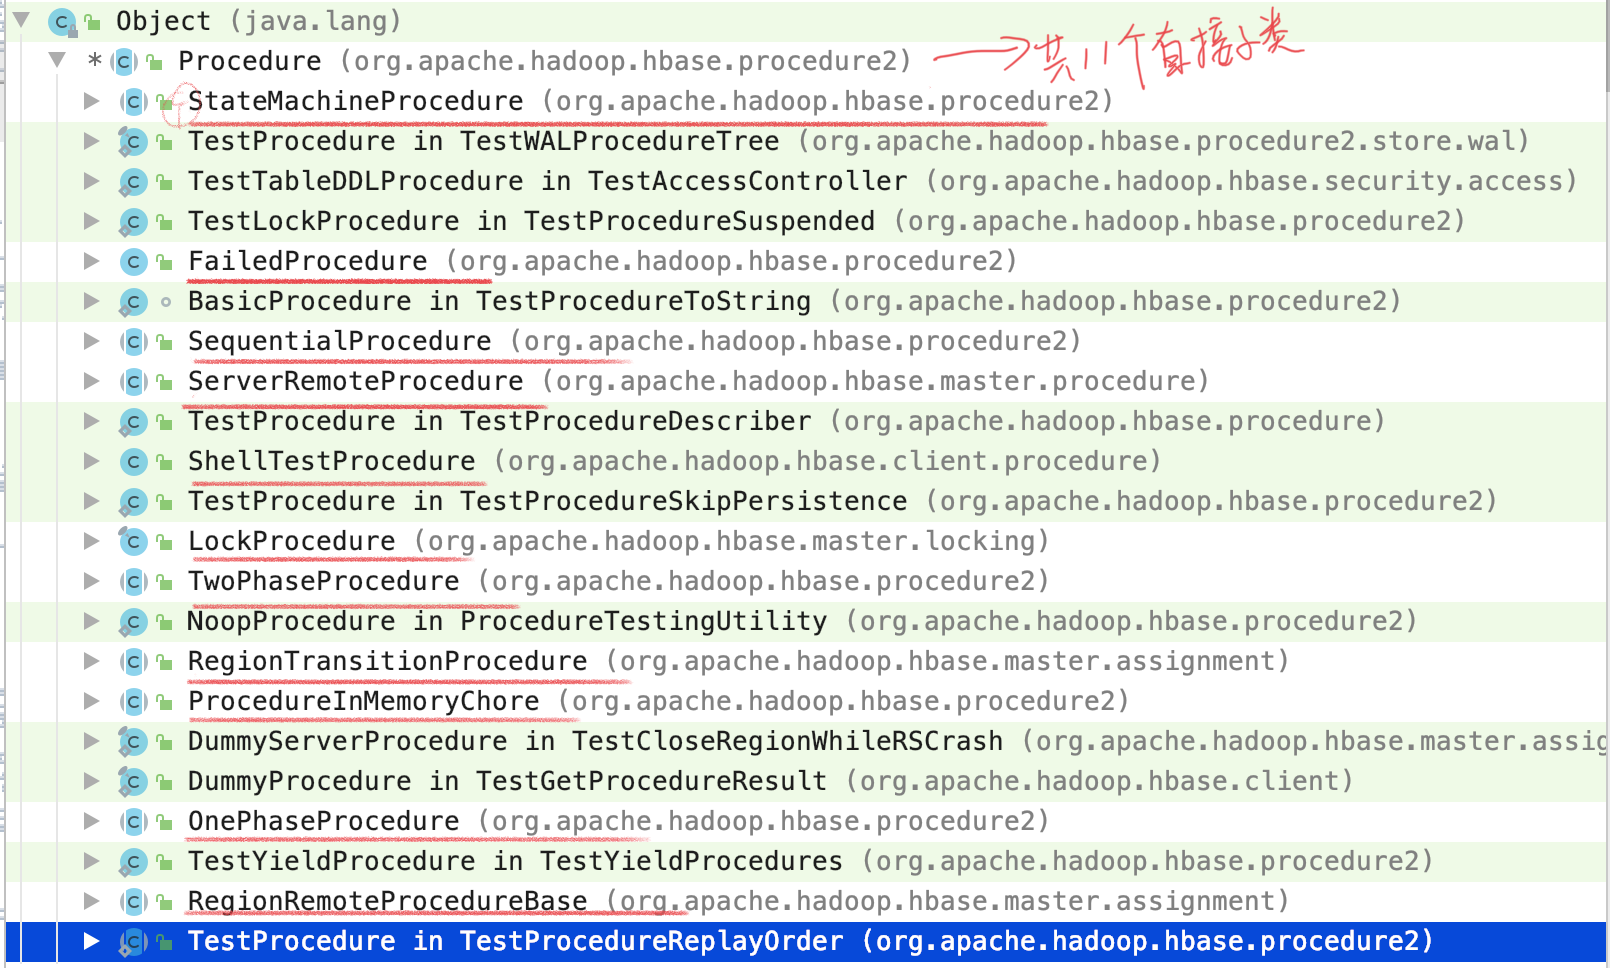 Object (java.lang)
* Procedure (org.apache.hadoop.hbase.procedure2) 共11个直接子类
StateMachineProcedure (org.apache.hadoop.hbase.procedure2)
TestProcedure in TestWALProcedureTree (org.apache.hadoop.hbase.procedure2.store.wal)
TestTableDDLProcedure in TestAccessController (org.apache.hadoop.hbase.security.access)
TestLockProcedure in TestProcedureSuspended (org.apache.hadoop.hbase.procedure2)
FailedProcedure (org.apache.hadoop.hbase.procedure2)
BasicProcedure in TestProcedureToString (org.apache.hadoop.hbase.procedure2)
SequentialProcedure (org.apache.hadoop.hbase.procedure2)
ServerRemoteProcedure (org.apache.hadoop.hbase.master.procedure)
TestProcedure in TestProcedureDescriber (org.apache.hadoop.hbase.procedure)
ShellTestProcedure (org.apache.hadoop.hbase.client.procedure)
TestProcedure in TestProcedureSkipPersistence (org.apache.hadoop.hbase.procedure2)
LockProcedure (org.apache.hadoop.hbase.master.locking)
TwoPhaseProcedure (org.apache.hadoop.hbase.procedure2)
NoopProcedure in ProcedureTestingUtility (org.apache.hadoop.hbase.procedure2)
RegionTransitionProcedure (org.apache.hadoop.hbase.master.assignment)
ProcedureInMemoryChore (org.apache.hadoop.hbase.procedure2)
DummyServerProcedure in TestCloseRegionWhileRSCrash (org.apache.hadoop.hbase.master.assig
DummyProcedure in TestGetProcedureResult (org.apache.hadoop.hbase.client)
OnePhaseProcedure (org.apache.hadoop.hbase.procedure2)
TestYieldProcedure in TestYieldProcedures (org.apache.hadoop.hbase.procedure2)
RegionRemoteProcedureBase (org.apache.hadoop.hbase.master.assignment)
TestProcedure in TestProcedureReplayOrder (org.apache.hadoop.hbase.procedure2)